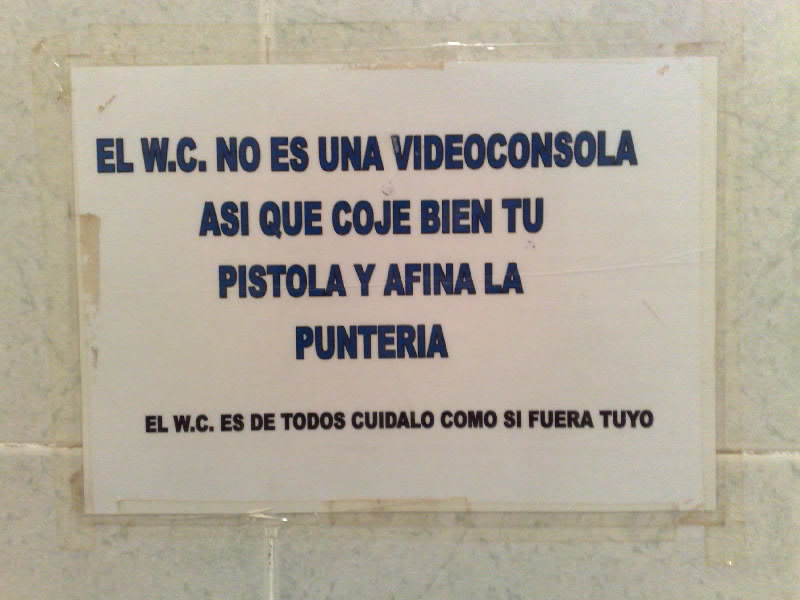 EL W.C. NO ES UNA VIDEOCONSOLA
ASI QUE COJE BIEN TU
PISTOLA Y AFINA LA
PUNTERIA
EL W.C. ES DE TODOS CUIDALO COMO SI FUERA TUYO